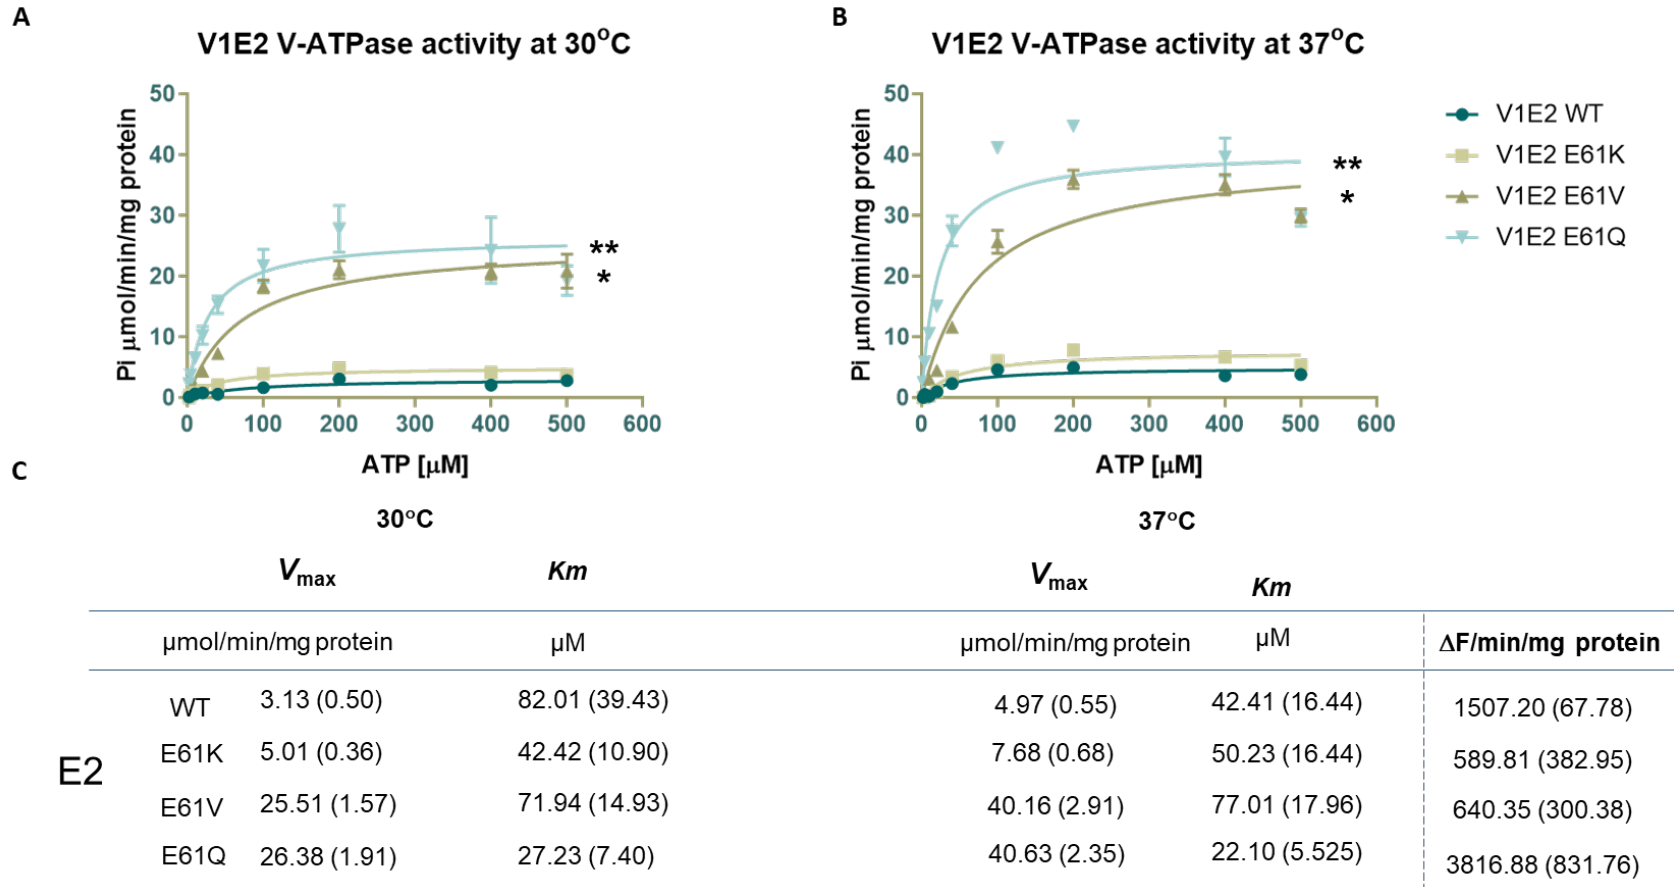 A
V1E2 V-ATPase activity at 30°C
Pi μmol/min/mg protein
50
40
30
20
10
0
0 100 200 300 400 500 600
ATP [μM]
**
*
B
V1E2 V-ATPase activity at 37°C
Pi μmol/min/mg protein
50
40
30
20
10
0
0 100 200 300 400 500 600
ATP [μM]
**
*
V1E2 WT
V1E2 E61K
V1E2 E61V
V1E2 E61Q
C
30°C 37°C
Vmax Km Vmax Km
μmol/min/mg protein μM μmol/min/mg protein μM ΔF/min/mg protein
E2
WT 3.13 (0.50) 82.01 (39.43) 4.97 (0.55) 42.41 (16.44) 1507.20 (67.78)
E61K 5.01 (0.36) 42.42 (10.90) 7.68 (0.68) 50.23 (16.44) 589.81 (382.95)
E61V 25.51 (1.57) 71.94 (14.93) 40.16 (2.91) 77.01 (17.96) 640.35 (300.38)
E61Q 26.38 (1.91) 27.23 (7.40) 40.63 (2.35) 22.10 (5.525) 3816.88 (831.76)